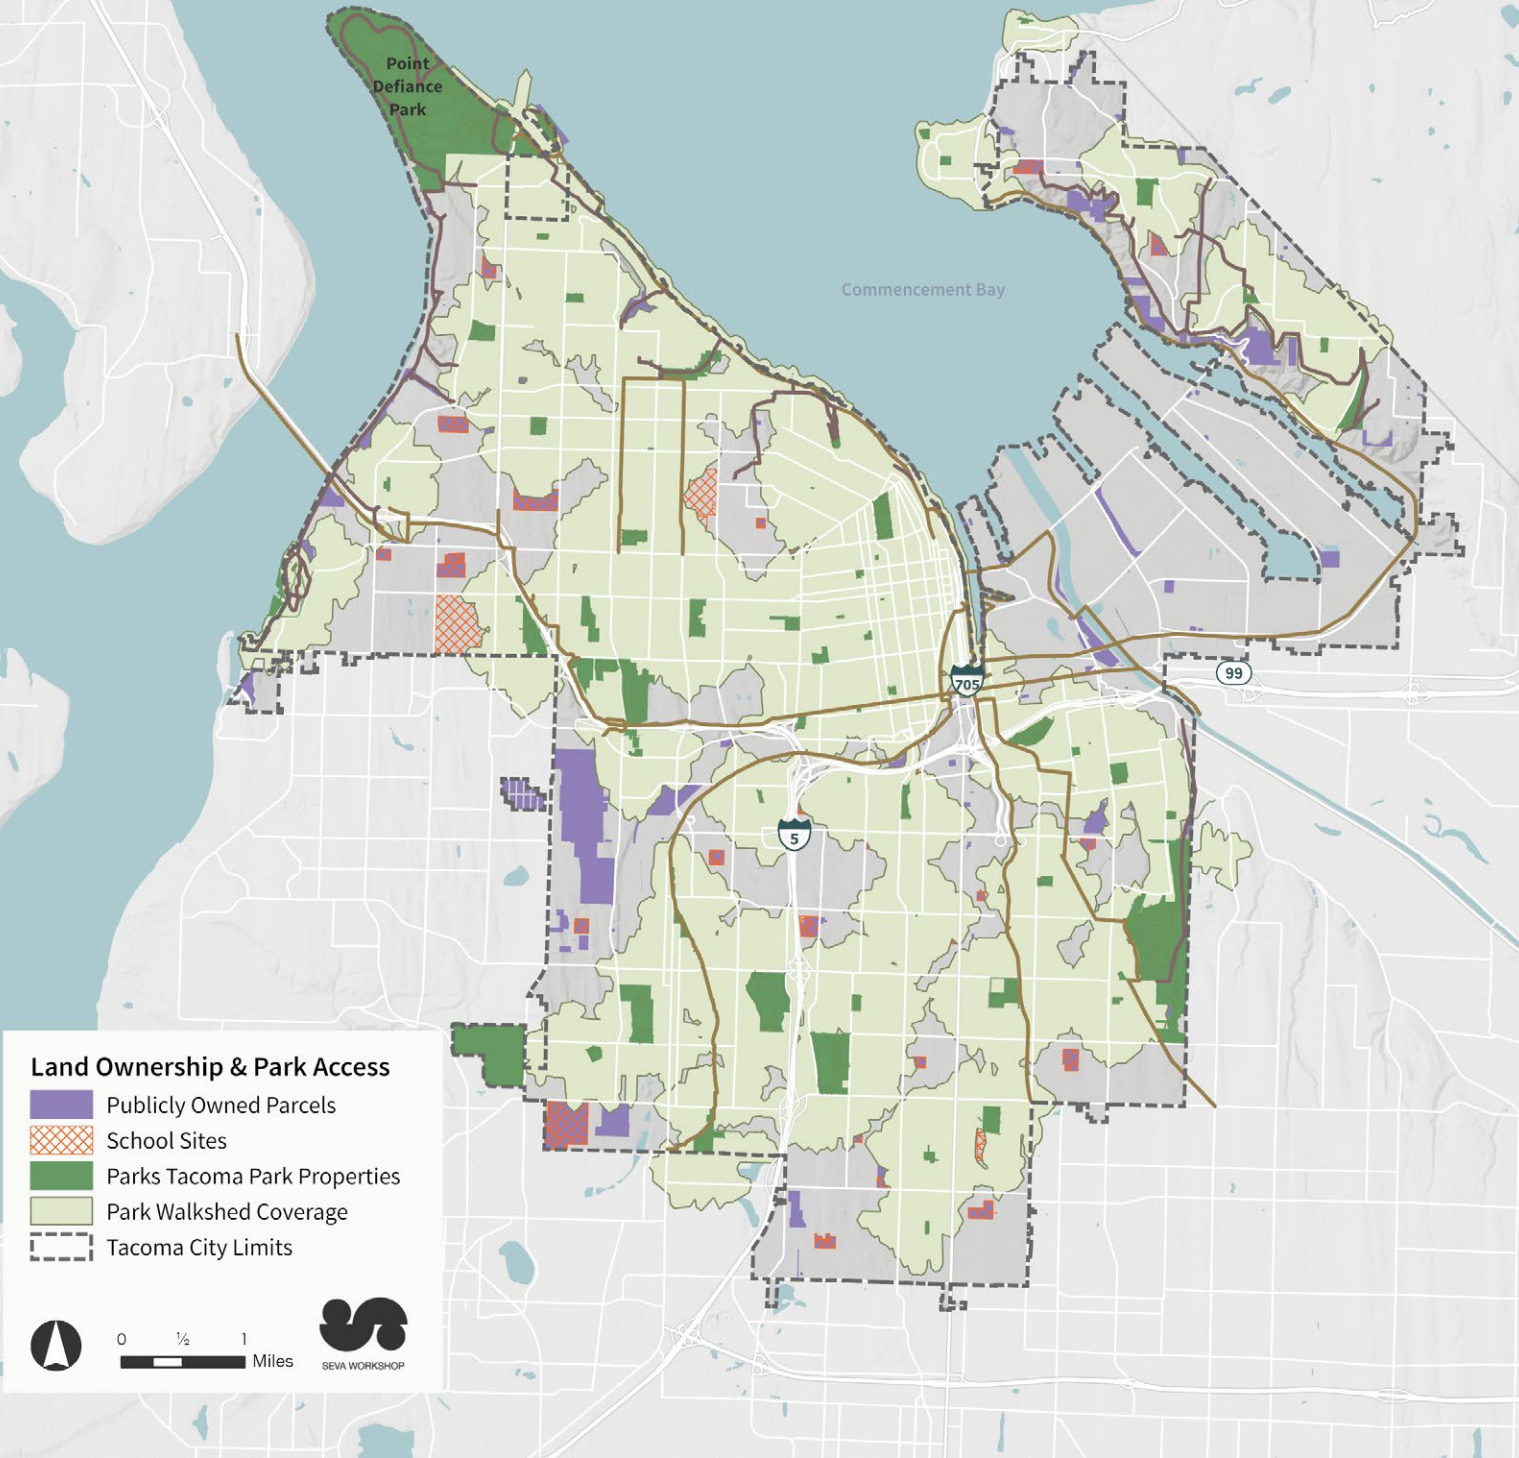 Point
Defiance
Park
Commencement Bay
705
99
5
Land Ownership & Park Access
Publicly Owned Parcels
School Sites
Parks Tacoma Park Properties
Park Walkshed Coverage
Tacoma City Limits
0 ½ 1
Miles
SEVA WORKSHOP